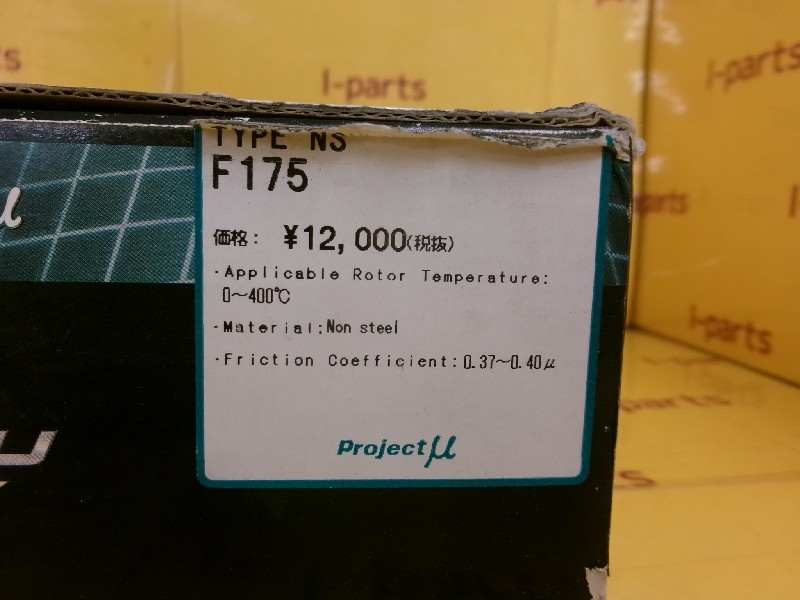 I-parts
I-parts
TYPE NS
F175
価格： ¥12,000(税抜)
・Applicable Rotor Temperature:
0～400℃
・Material:Non steel
・Friction Coefficient:0.37～0.40μ
Project μ
μ
I-parts